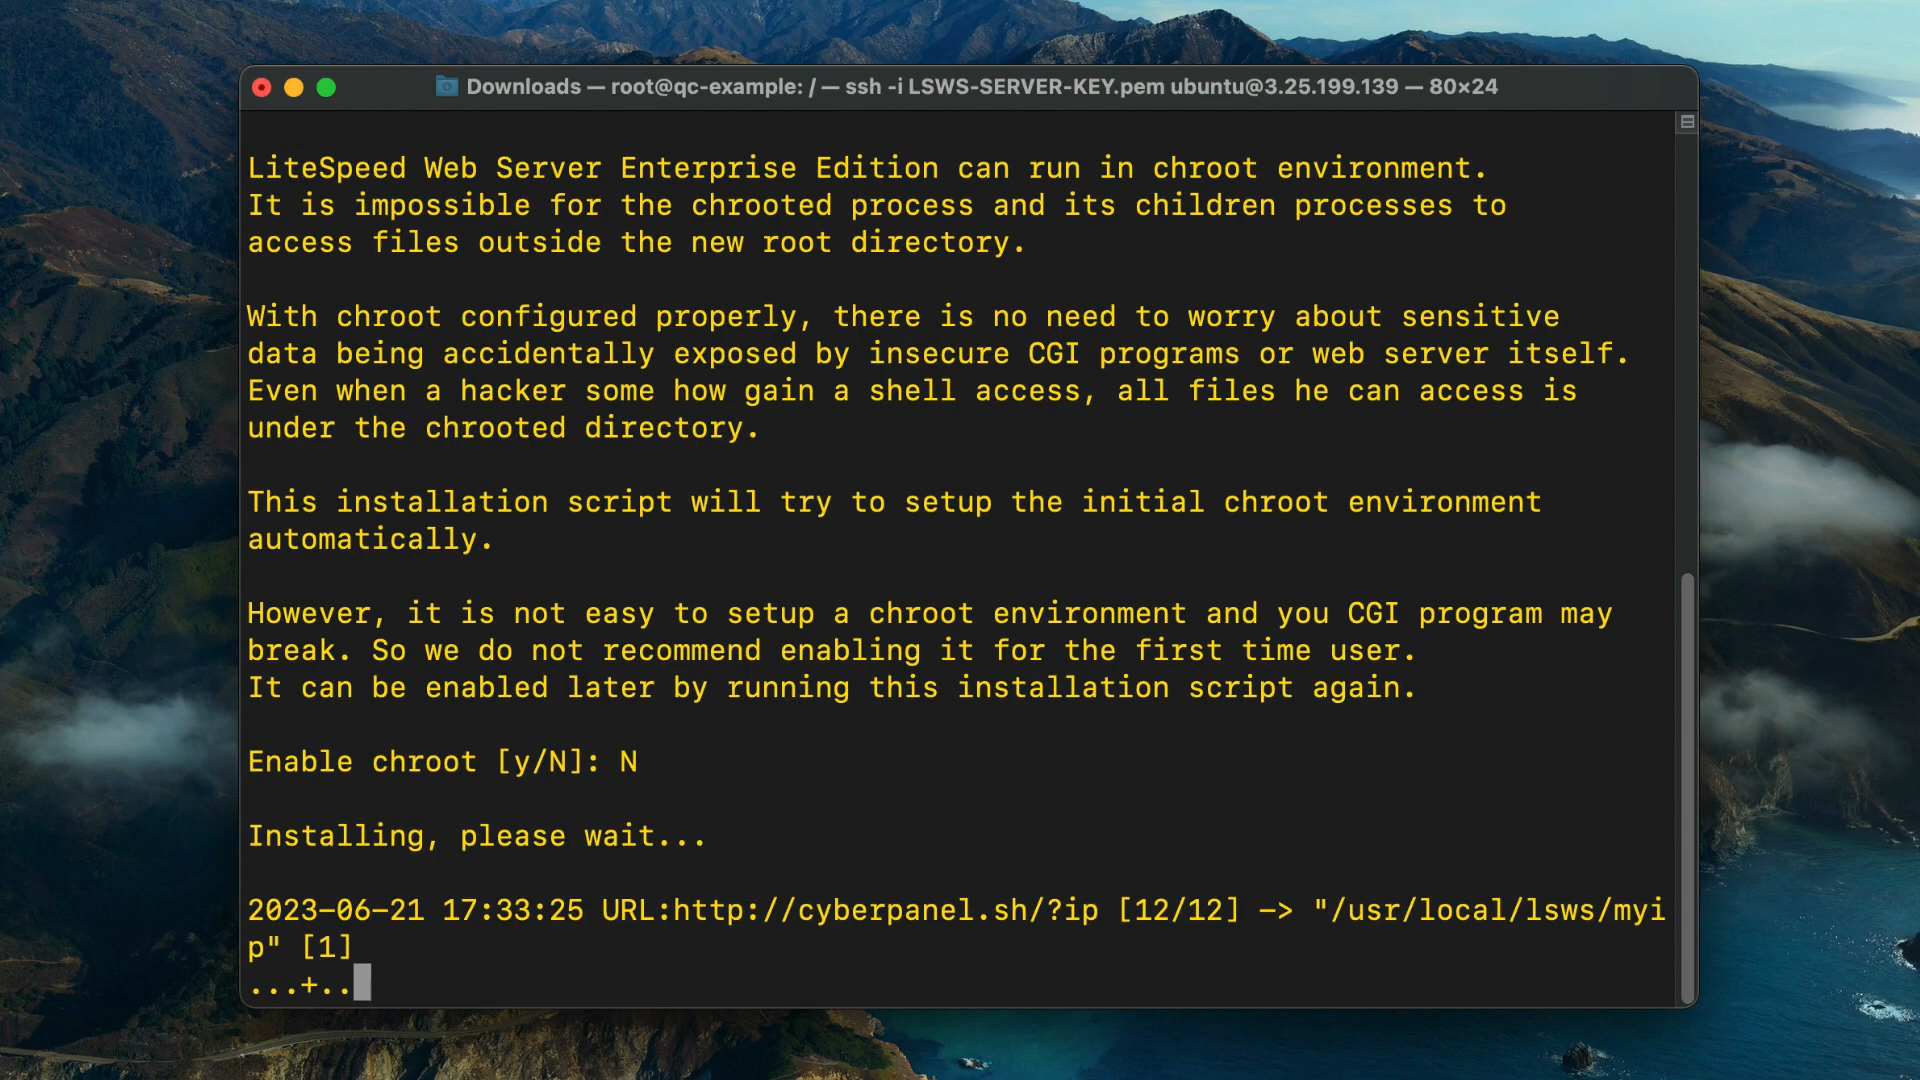 Downloads — root@qc-example: / — ssh -i LSWS-SERVER-KEY.pem ubuntu@3.25.199.139 — 80×24
LiteSpeed Web Server Enterprise Edition can run in chroot environment.
It is impossible for the chrooted process and its children processes to
access files outside the new root directory.
With chroot configured properly, there is no need to worry about sensitive
data being accidentally exposed by insecure CGI programs or web server itself.
Even when a hacker some how gain a shell access, all files he can access is
under the chrooted directory.
This installation script will try to setup the initial chroot environment
automatically.
However, it is not easy to setup a chroot environment and you CGI program may
break. So we do not recommend enabling it for the first time user.
It can be enabled later by running this installation script again.
Enable chroot [y/N]: N
Installing, please wait...
2023-06-21 17:33:25 URL:http://cyberpanel.sh/?ip [12/12] -> "/usr/local/lsws/myi
p" [1]
...+..